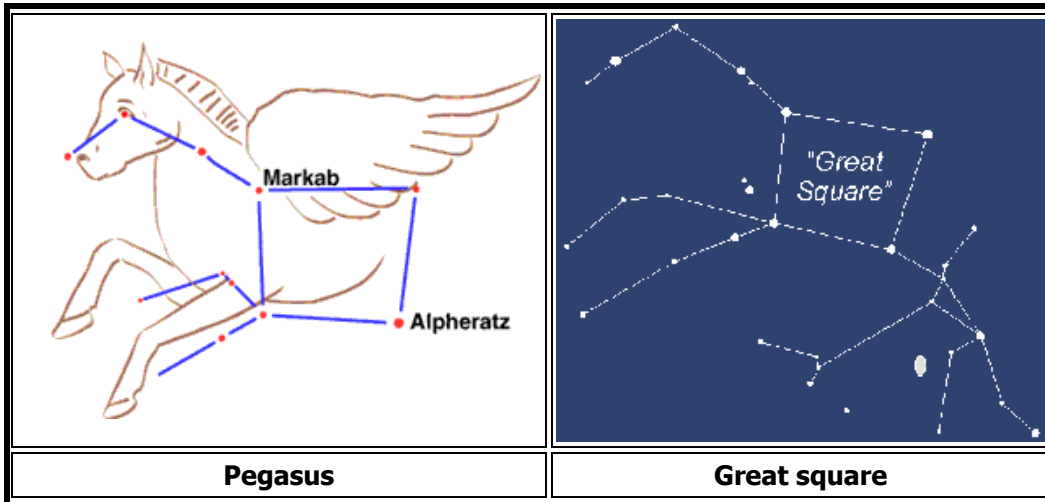 Markab
Alpheratz
"Great
Square"
Pegasus
Great square